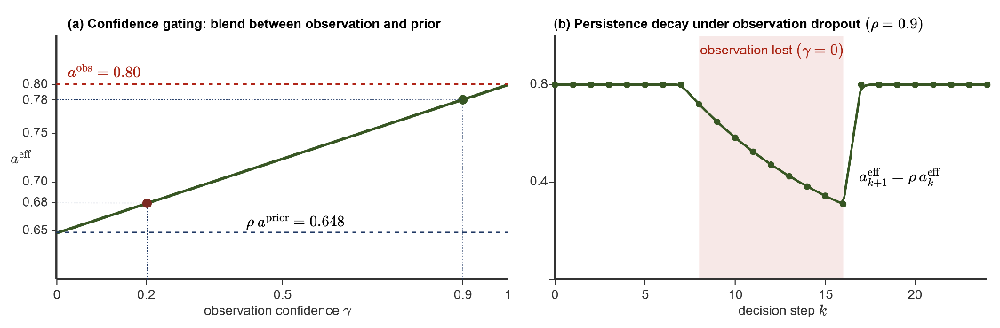 (a) Confidence gating: blend between observation and prior
a^obs = 0.80
0.80
0.78
0.75
a^eff
0.70
0.68
0.65
ρ a^prior = 0.648
0
0.2
0.5
0.9
1
observation confidence γ
(b) Persistence decay under observation dropout (ρ = 0.9)
observation lost (γ = 0)
0.8
0.4
a^eff_{k+1} = ρ a^eff_k
0
5
10
15
20
decision step k